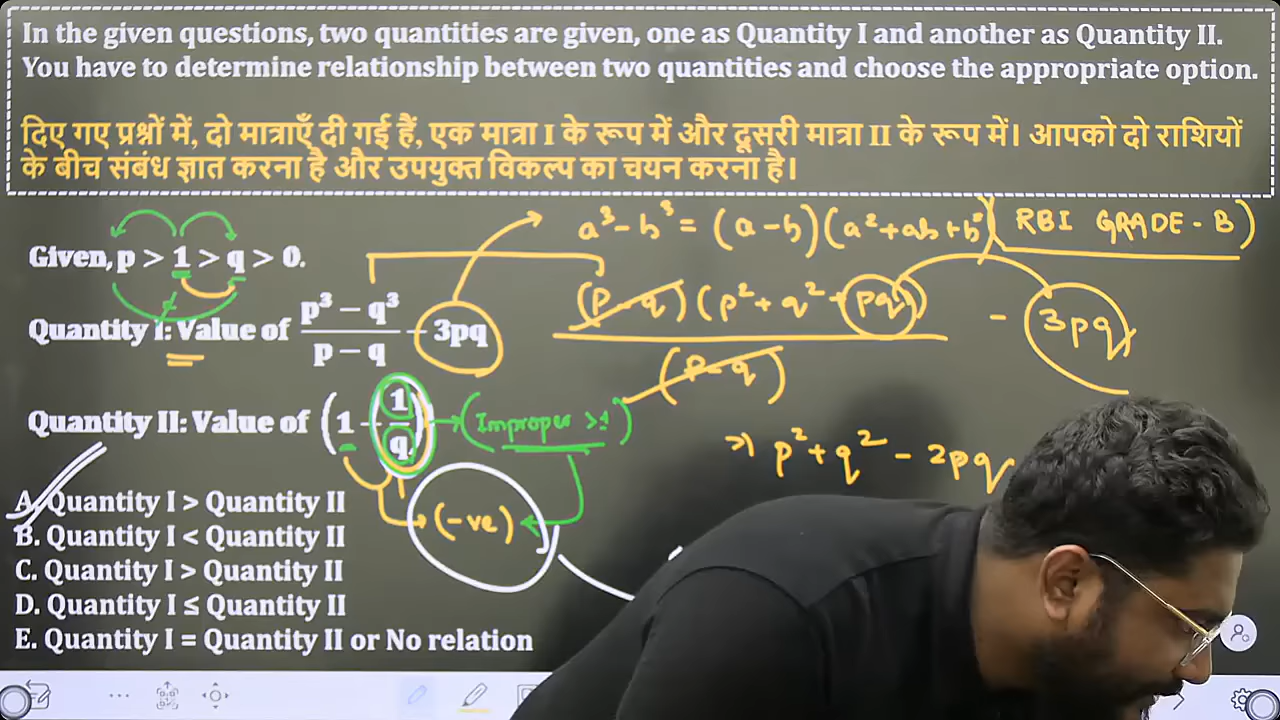 In the given questions, two quantities are given, one as Quantity I and another as Quantity II.
You have to determine relationship between two quantities and choose the appropriate option.
दिए गए प्रश्नों में, दो मात्राएँ दी गई हैं, एक मात्रा I के रूप में और दूसरी मात्रा II के रूप में। आपको दो राशियों
के बीच संबंध ज्ञात करना है और उपयुक्त विकल्प का चयन करना है।
a³ - b³ = (a-b)(a²+ab+b²)
(RBI GRADE - B)
Given, p > 1 > q > 0.
Quantity I: Value of (p³ − q³)/(p − q) − 3pq
(p-q)(p²+q²+pq)/(p-q) - 3pq
Quantity II: Value of (1 − 1/q)
(Improper >1)
⇒ p²+q² - 2pq
A. Quantity I > Quantity II
(-ve)
B. Quantity I < Quantity II
C. Quantity I > Quantity II
D. Quantity I ≤ Quantity II
E. Quantity I = Quantity II or No relation